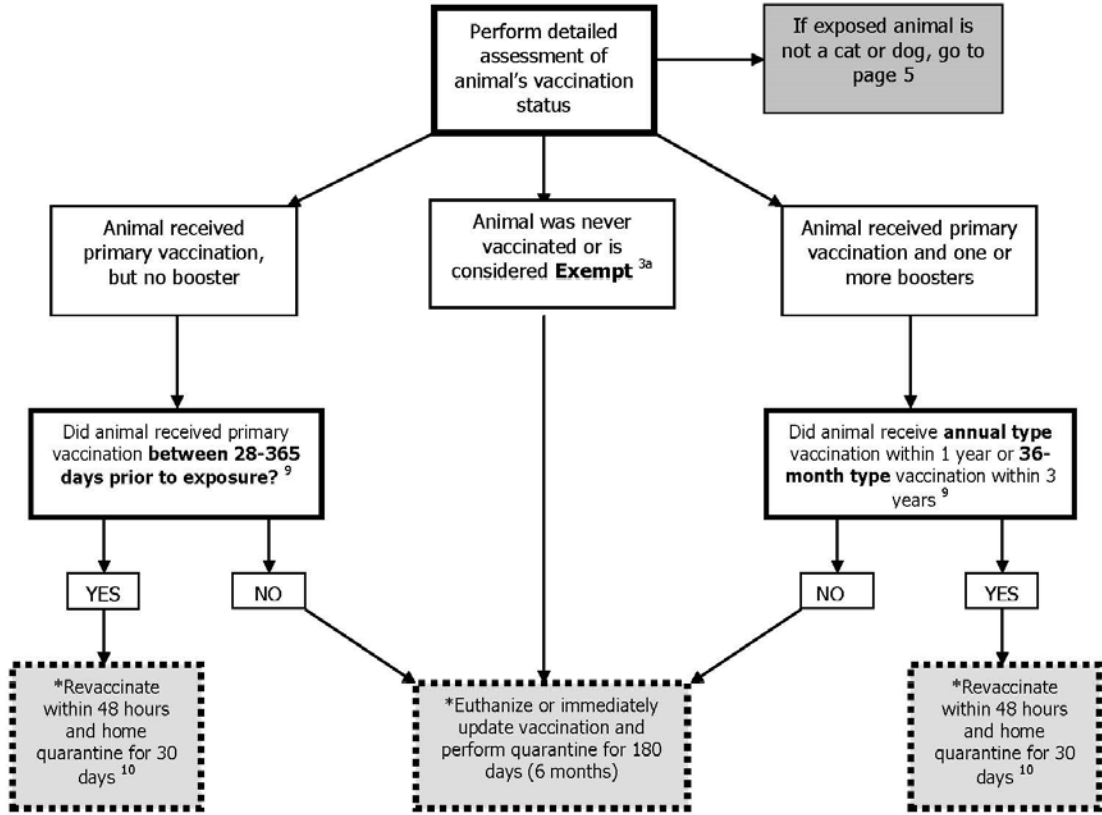 Perform detailed
assessment of
animal's vaccination
status
If exposed animal is
not a cat or dog, go to
page 5
Animal received
primary vaccination,
but no booster
Animal was never
vaccinated or is
considered Exempt 3a
Animal received primary
vaccination and one or
more boosters
Did animal received primary
vaccination between 28-365
days prior to exposure? 9
Did animal receive annual type
vaccination within 1 year or 36-
month type vaccination within 3
years 9
YES
NO
NO
YES
*Revaccinate
within 48 hours
and home
quarantine for 30
days 10
*Euthanize or immediately
update vaccination and
perform quarantine for 180
days (6 months)
*Revaccinate
within 48 hours
and home
quarantine for 30
days 10